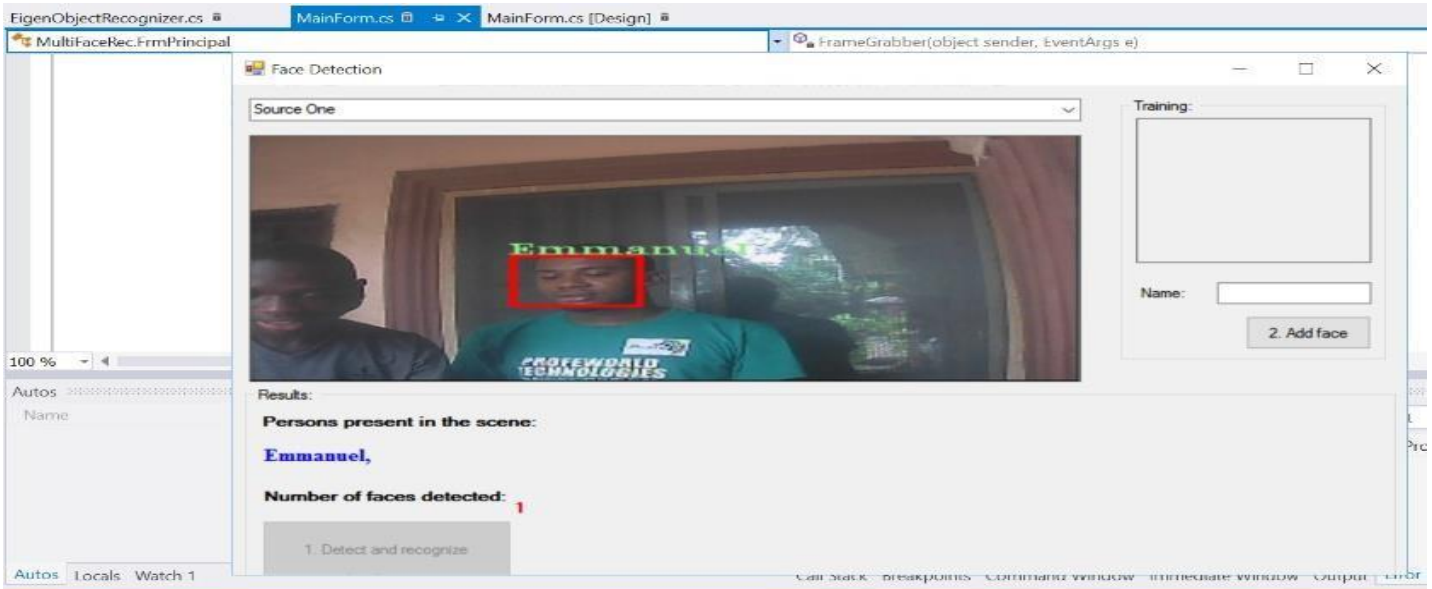 EigenObjectRecognizer.cs MainForm.cs MainForm.cs [Design]
MultiFaceRec.FrmPrincipal FrameGrabber(object sender, EventArgs e)
Face Detection
Source One
Training:
Emmanuel
Name:
2. Add face
PROFEWORLD
TECHNOLOGIES
100 %
Autos
Name
Results:
Persons present in the scene:
Emmanuel,
Number of faces detected: 1
1. Detect and recognize
Autos Locals Watch 1 Call Stack Breakpoints Command Window Immediate Window Output